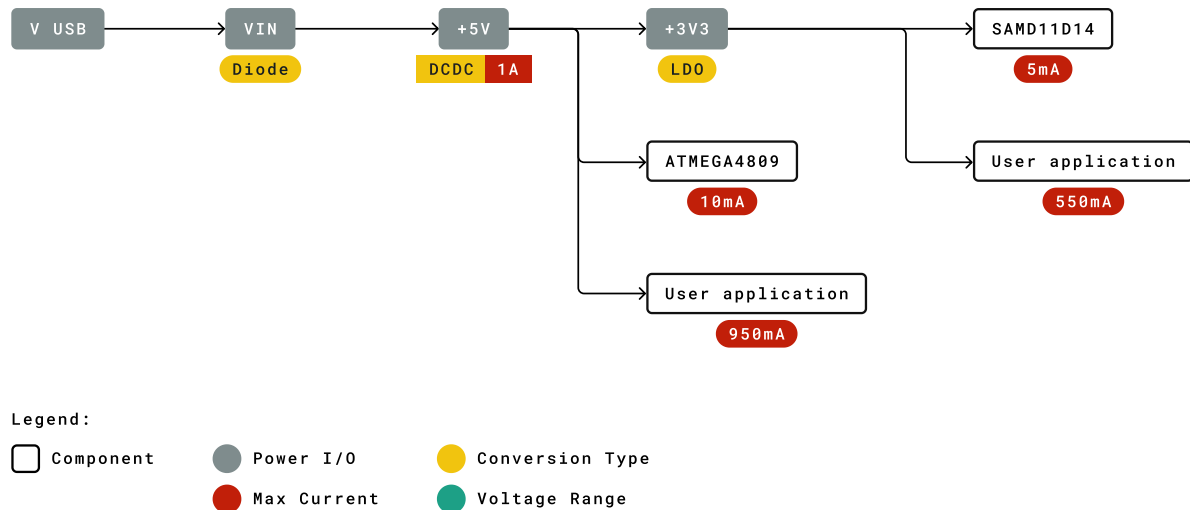 V USB
VIN
+5V
+3V3
SAMD11D14
Diode
DCDC 1A
LDO
5mA
ATMEGA4809
User application
10mA
550mA
User application
950mA
Legend:
Component
Power I/O
Conversion Type
Max Current
Voltage Range